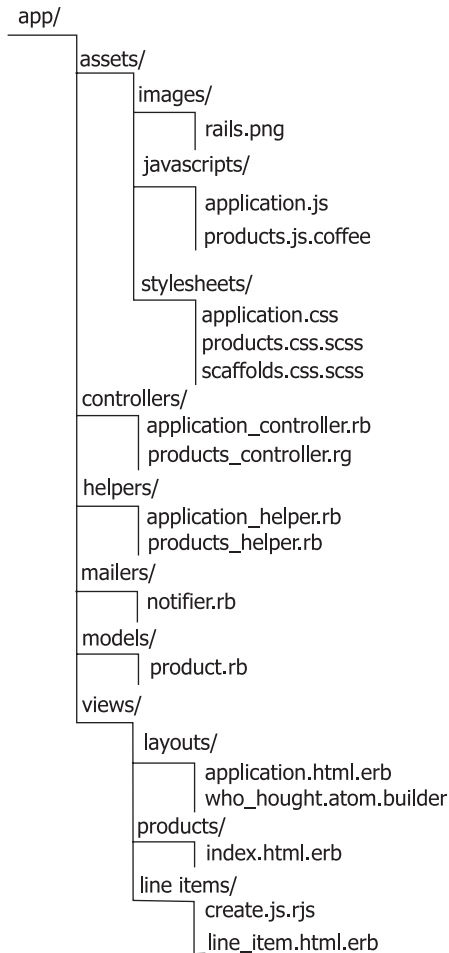 app/
assets/
images/
rails.png
javascripts/
application.js
products.js.coffee
stylesheets/
application.css
products.css.scss
scaffolds.css.scss
controllers/
application_controller.rb
products_controller.rg
helpers/
application_helper.rb
products_helper.rb
mailers/
notifier.rb
models/
product.rb
views/
layouts/
application.html.erb
who_hought.atom.builder
products/
index.html.erb
line items/
create.js.rjs
line_item.html.erb